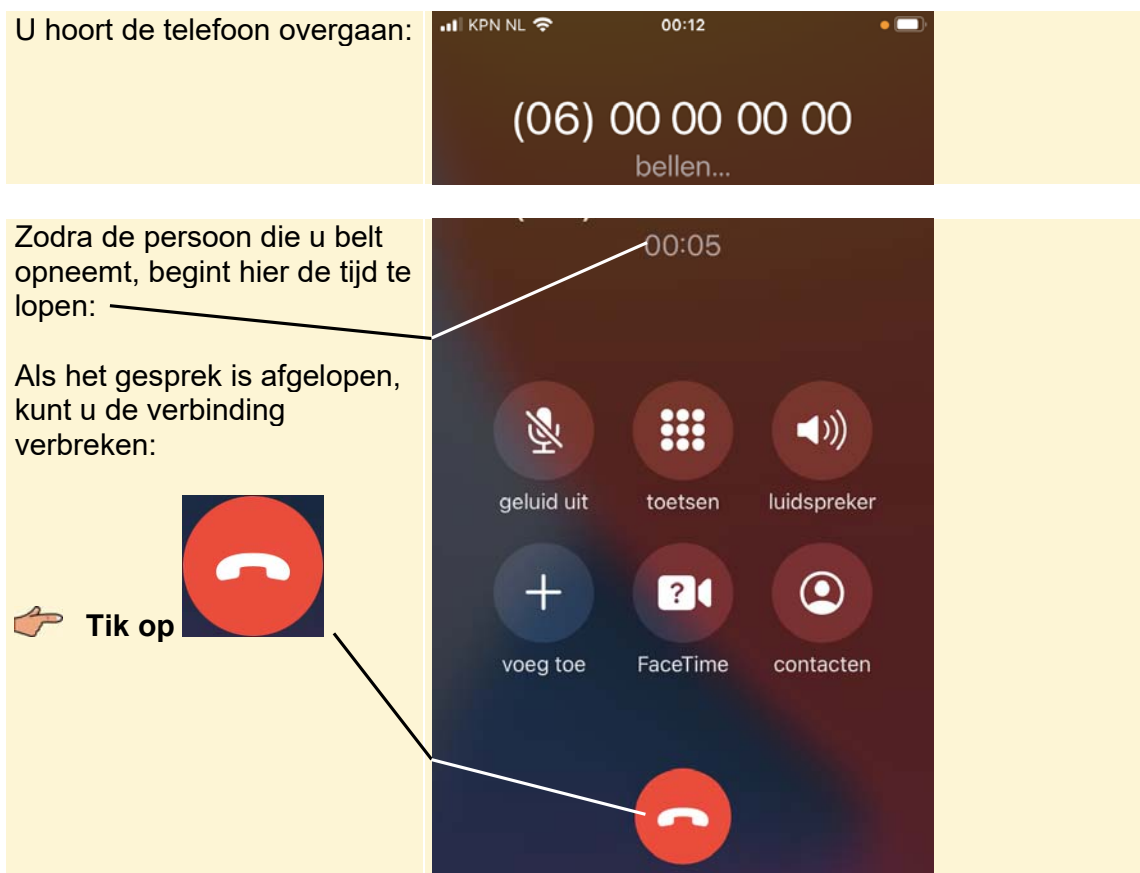 U hoort de telefoon overgaan:
KPN NL 00:12
(06) 00 00 00 00
bellen...
Zodra de persoon die u belt
opneemt, begint hier de tijd te
lopen:
00:05
Als het gesprek is afgelopen,
kunt u de verbinding
verbreken:
Tik op
geluid uit toetsen luidspreker
voeg toe FaceTime contacten